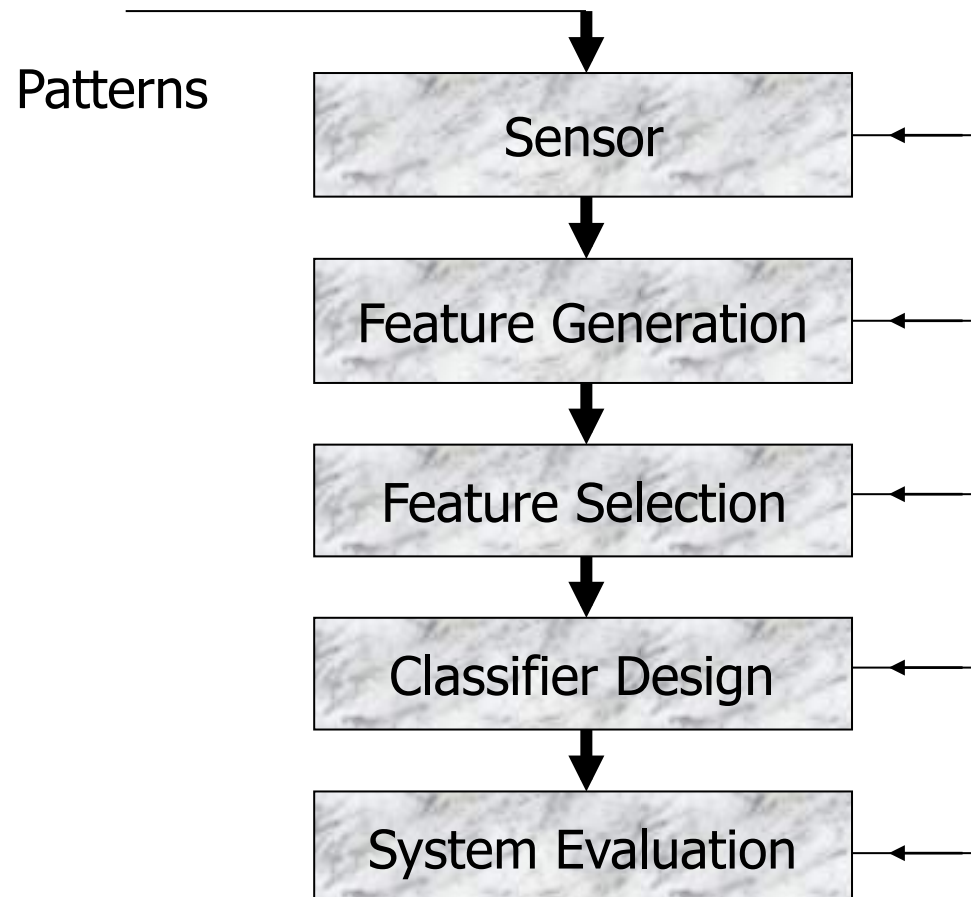 Patterns
Sensor
Feature Generation
Feature Selection
Classifier Design
System Evaluation